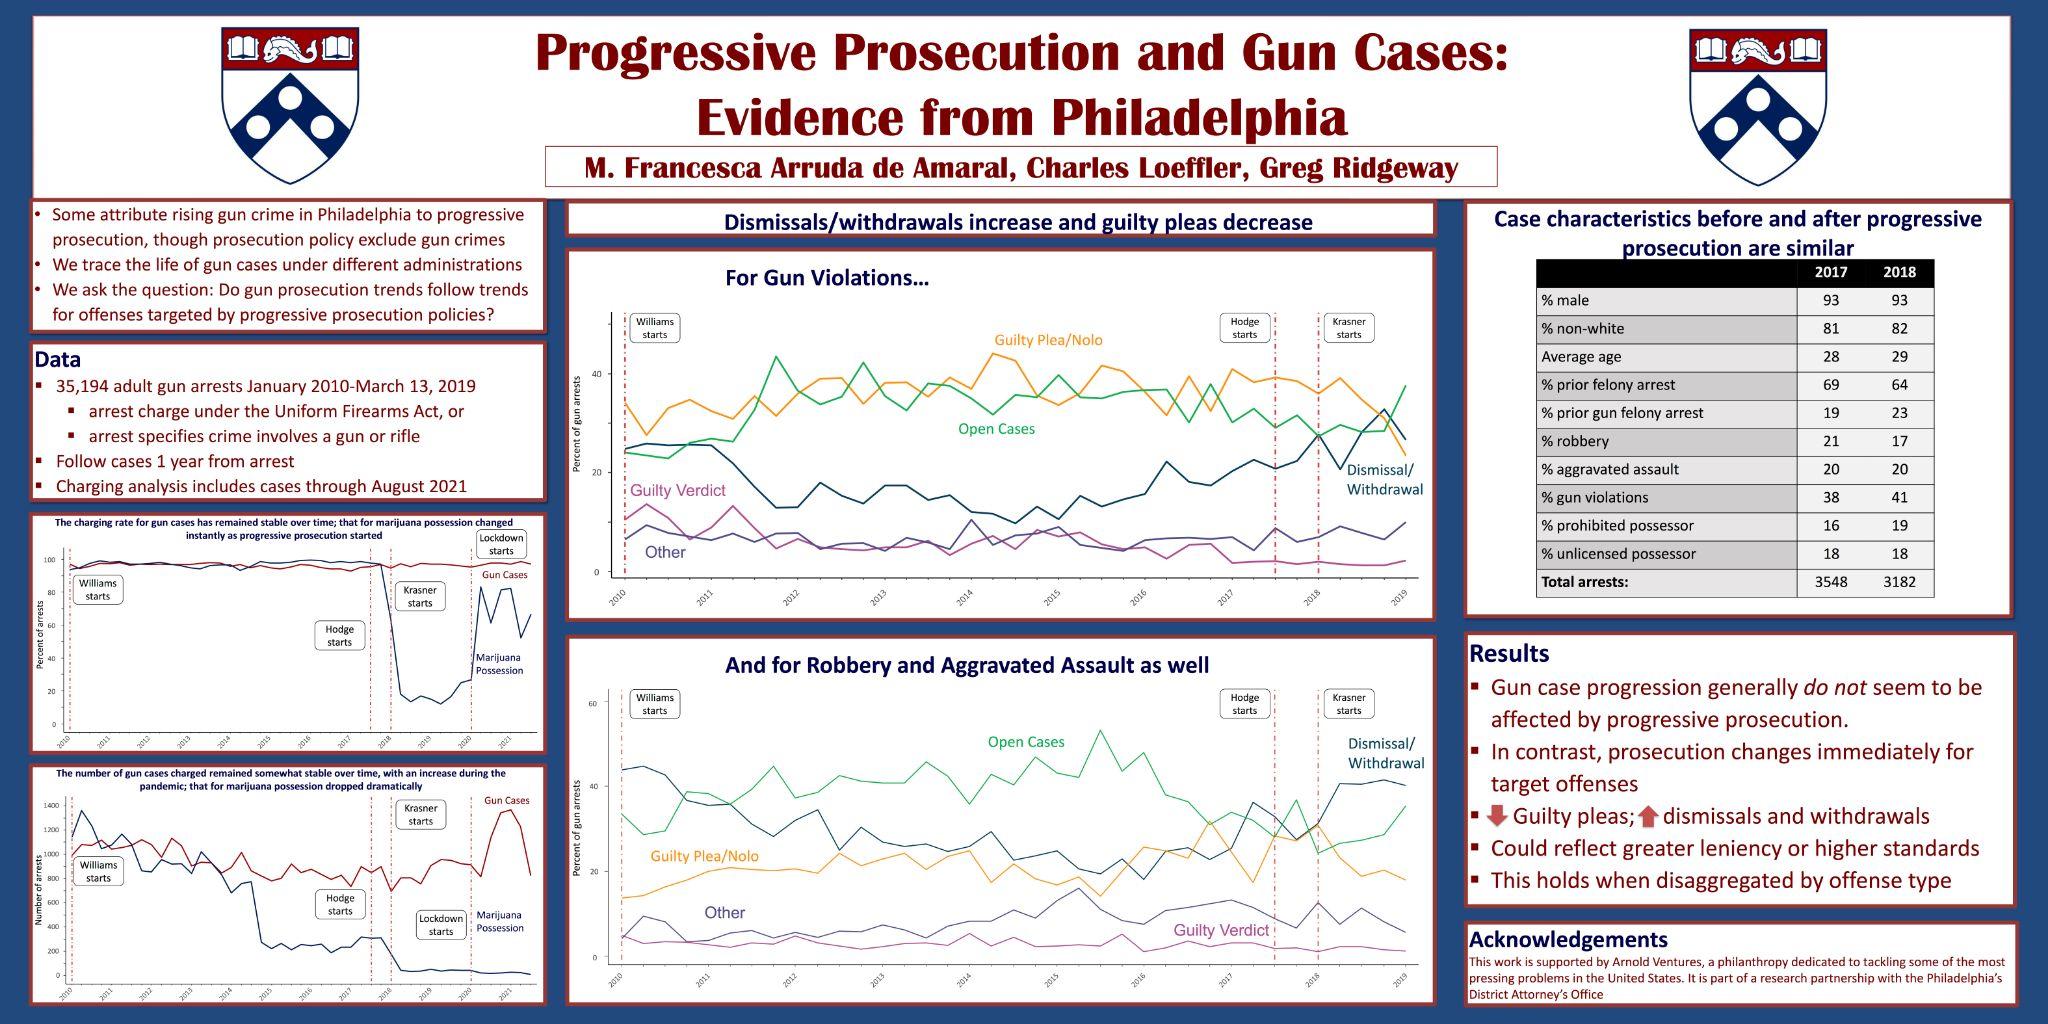 Progressive Prosecution and Gun Cases:
Evidence from Philadelphia
M. Francesca Arruda de Amaral, Charles Loeffler, Greg Ridgeway
• Some attribute rising gun crime in Philadelphia to progressive
prosecution, though prosecution policy exclude gun crimes
• We trace the life of gun cases under different administrations
• We ask the question: Do gun prosecution trends follow trends
for offenses targeted by progressive prosecution policies?
Data
▪ 35,194 adult gun arrests January 2010-March 13, 2019
▪ arrest charge under the Uniform Firearms Act, or
▪ arrest specifies crime involves a gun or rifle
▪ Follow cases 1 year from arrest
▪ Charging analysis includes cases through August 2021
The charging rate for gun cases has remained stable over time; that for marijuana possession changed
instantly as progressive prosecution started
Lockdown
starts
Gun Cases
Williams
starts
Krasner
starts
Hodge
starts
Marijuana
Possession
Percent of arrests
100
80
60
40
20
0
2010 2011 2012 2013 2014 2015 2016 2017 2018 2019 2020 2021
The number of gun cases charged remained somewhat stable over time, with an increase during the
pandemic; that for marijuana possession dropped dramatically
Gun Cases
Krasner
starts
Williams
starts
Hodge
starts
Lockdown
starts
Marijuana
Possession
Number of arrests
1400
1200
1000
800
600
400
200
0
2010 2011 2012 2013 2014 2015 2016 2017 2018 2019 2020 2021
Dismissals/withdrawals increase and guilty pleas decrease
For Gun Violations…
Williams
starts
Hodge
starts
Krasner
starts
Guilty Plea/Nolo
Open Cases
Dismissal/
Withdrawal
Guilty Verdict
Other
Percent of gun arrests
40
20
0
2010 2011 2012 2013 2014 2015 2016 2017 2018 2019
And for Robbery and Aggravated Assault as well
Williams
starts
Hodge
starts
Krasner
starts
Open Cases
Dismissal/
Withdrawal
Guilty Plea/Nolo
Other
Guilty Verdict
Percent of gun arrests
60
40
20
0
2010 2011 2012 2013 2014 2015 2016 2017 2018 2019
Case characteristics before and after progressive
prosecution are similar
2017 2018
% male 93 93
% non-white 81 82
Average age 28 29
% prior felony arrest 69 64
% prior gun felony arrest 19 23
% robbery 21 17
% aggravated assault 20 20
% gun violations 38 41
% prohibited possessor 16 19
% unlicensed possessor 18 18
Total arrests: 3548 3182
Results
▪ Gun case progression generally do not seem to be
affected by progressive prosecution.
▪ In contrast, prosecution changes immediately for
target offenses
▪ Guilty pleas; dismissals and withdrawals
▪ Could reflect greater leniency or higher standards
▪ This holds when disaggregated by offense type
Acknowledgements
This work is supported by Arnold Ventures, a philanthropy dedicated to tackling some of the most
pressing problems in the United States. It is part of a research partnership with the Philadelphia's
District Attorney's Office